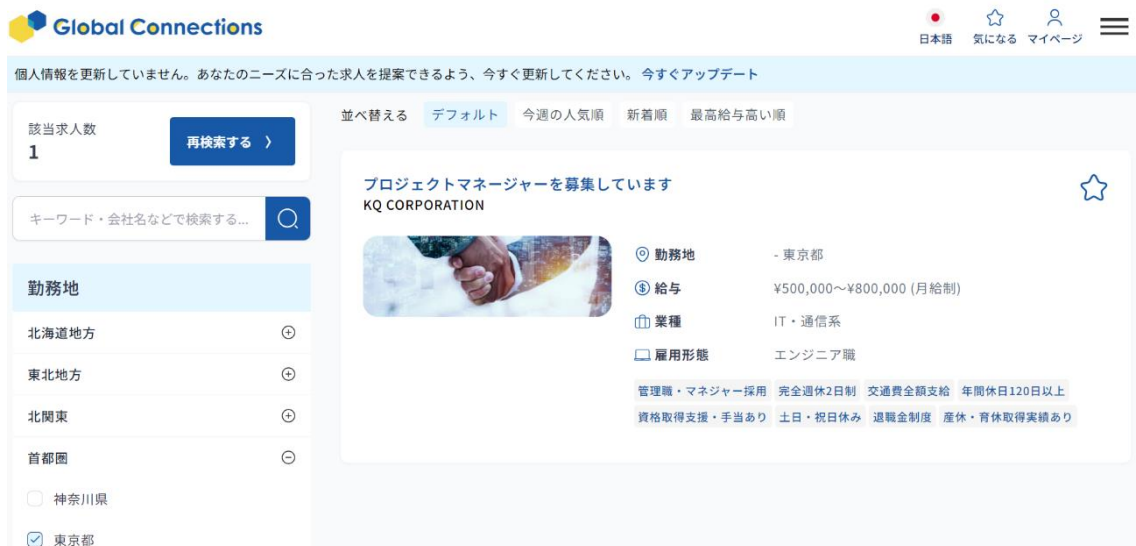 Global Connections
日本語 気になる マイページ
個人情報を更新していません。あなたのニーズに合った求人を提案できるよう、今すぐ更新してください。 今すぐアップデート
該当求人数
1
再検索する 〉
キーワード・会社名などで検索する...
勤務地
北海道地方
東北地方
北関東
首都圏
神奈川県
東京都
並べ替える デフォルト 今週の人気順 新着順 最高給与高い順
プロジェクトマネージャーを募集しています
KQ CORPORATION
勤務地 - 東京都
給与 ¥500,000～¥800,000 (月給制)
業種 IT・通信系
雇用形態 エンジニア職
管理職・マネジャー採用 完全週休2日制 交通費全額支給 年間休日120日以上
資格取得支援・手当あり 土日・祝日休み 退職金制度 産休・育休取得実績あり